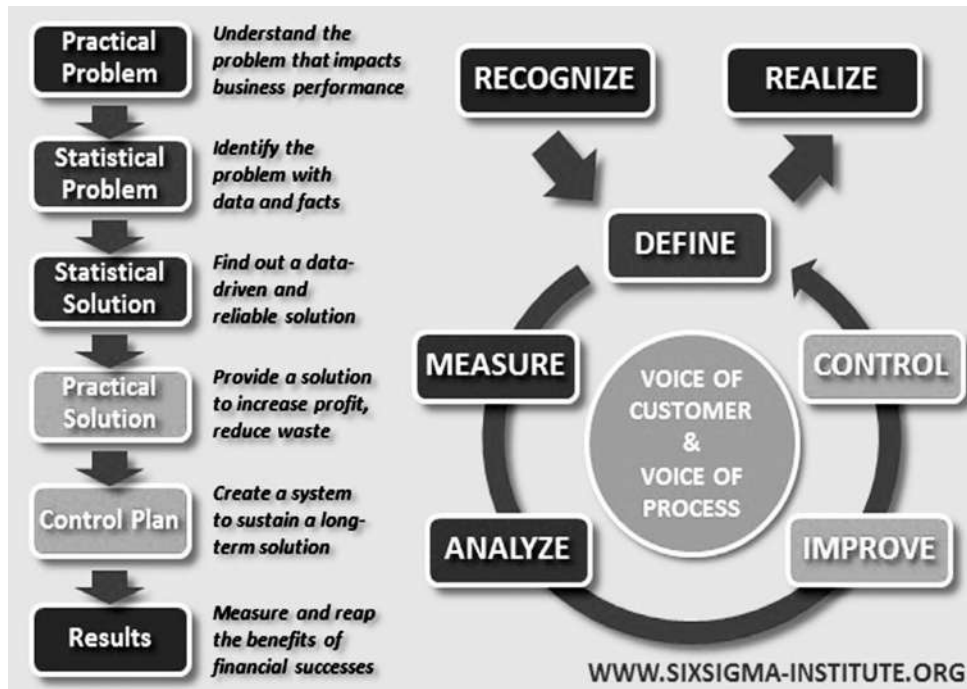 Practical
Problem
Understand the
problem that impacts
business performance
Statistical
Problem
Identify the
problem with
data and facts
Statistical
Solution
Find out a data-
driven and
reliable solution
Practical
Solution
Provide a solution
to increase profit,
reduce waste
Control Plan
Create a system
to sustain a long-
term solution
Results
Measure and reap
the benefits of
financial successes
RECOGNIZE
REALIZE
DEFINE
MEASURE
CONTROL
VOICE OF
CUSTOMER
&
VOICE OF
PROCESS
ANALYZE
IMPROVE
WWW.SIXSIGMA-INSTITUTE.ORG